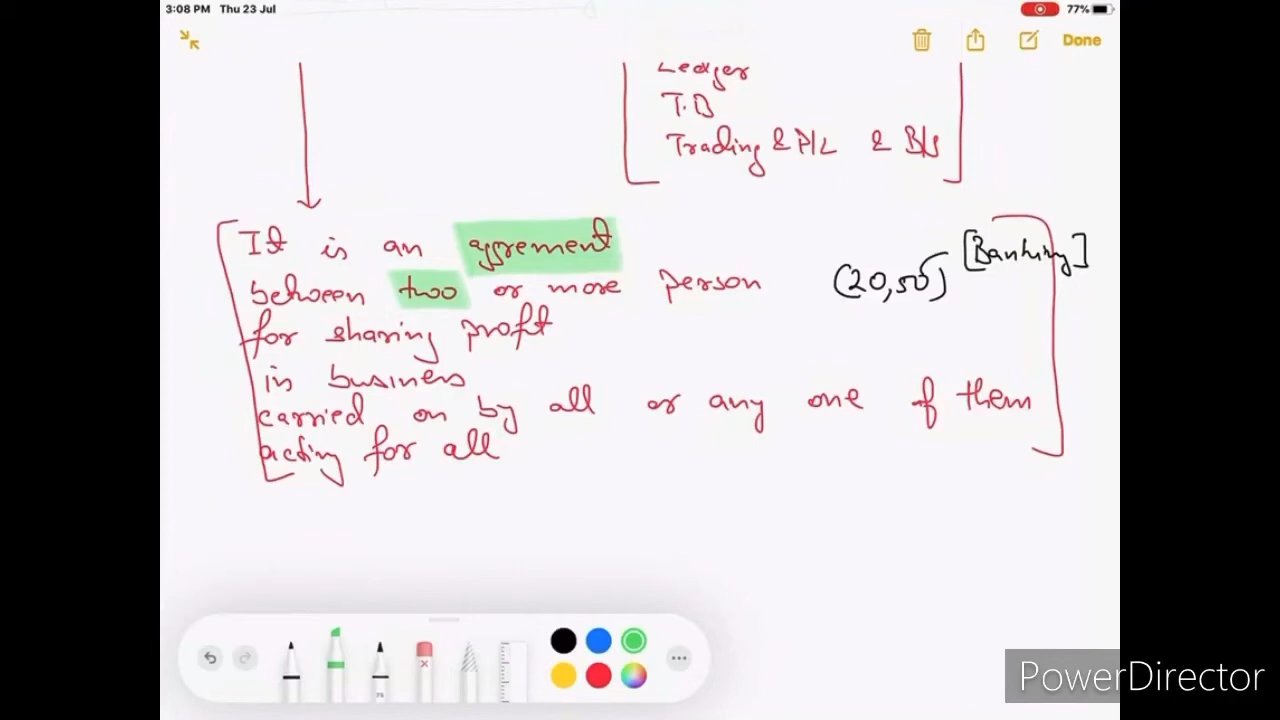 3:08 PM Thu 23 Jul
77%
Done
Ledger
T.B
Trading & P/L & B/S
It is an aggrement
between two or more person (20,50) [Banking]
for sharing profit
in business
carried on by all or any one of them
acting for all
PowerDirector